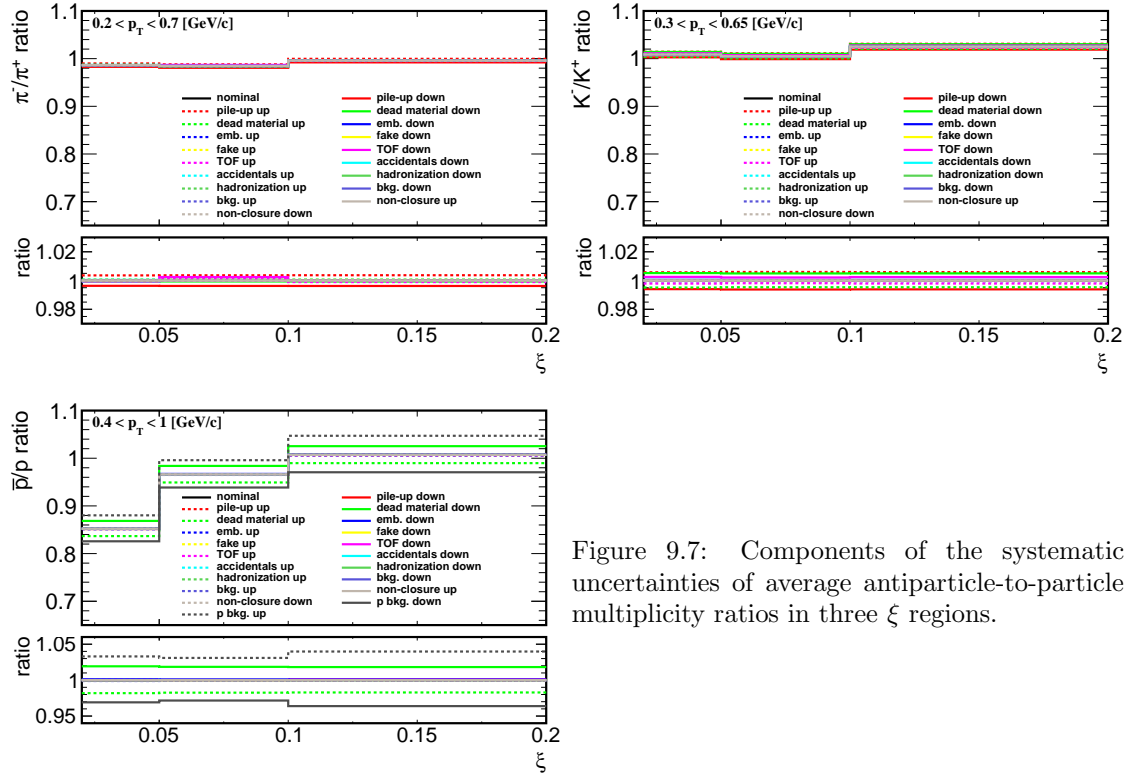 0.2 < p_T < 0.7 [GeV/c]
π⁻/π⁺ ratio
1.1
1
0.9
0.8
0.7
nominal
pile-up up
dead material up
emb. up
fake up
TOF up
accidentals up
hadronization up
bkg. up
non-closure down
pile-up down
dead material down
emb. down
fake down
TOF down
accidentals down
hadronization down
bkg. down
non-closure up
ratio
1.02
1
0.98
0.05 0.1 0.15 0.2
ξ
0.3 < p_T < 0.65 [GeV/c]
K⁻/K⁺ ratio
1.1
1
0.9
0.8
0.7
nominal
pile-up up
dead material up
emb. up
fake up
TOF up
accidentals up
hadronization up
bkg. up
non-closure down
pile-up down
dead material down
emb. down
fake down
TOF down
accidentals down
hadronization down
bkg. down
non-closure up
ratio
1.02
1
0.98
0.05 0.1 0.15 0.2
ξ
0.4 < p_T < 1 [GeV/c]
p̅/p ratio
1.1
1
0.9
0.8
0.7
nominal
pile-up up
dead material up
emb. up
fake up
TOF up
accidentals up
hadronization up
bkg. up
non-closure down
p bkg. up
pile-up down
dead material down
emb. down
fake down
TOF down
accidentals down
hadronization down
bkg. down
non-closure up
p bkg. down
ratio
1.05
1
0.95
0.05 0.1 0.15 0.2
ξ
Figure 9.7: Components of the systematic
uncertainties of average antiparticle-to-particle
multiplicity ratios in three ξ regions.